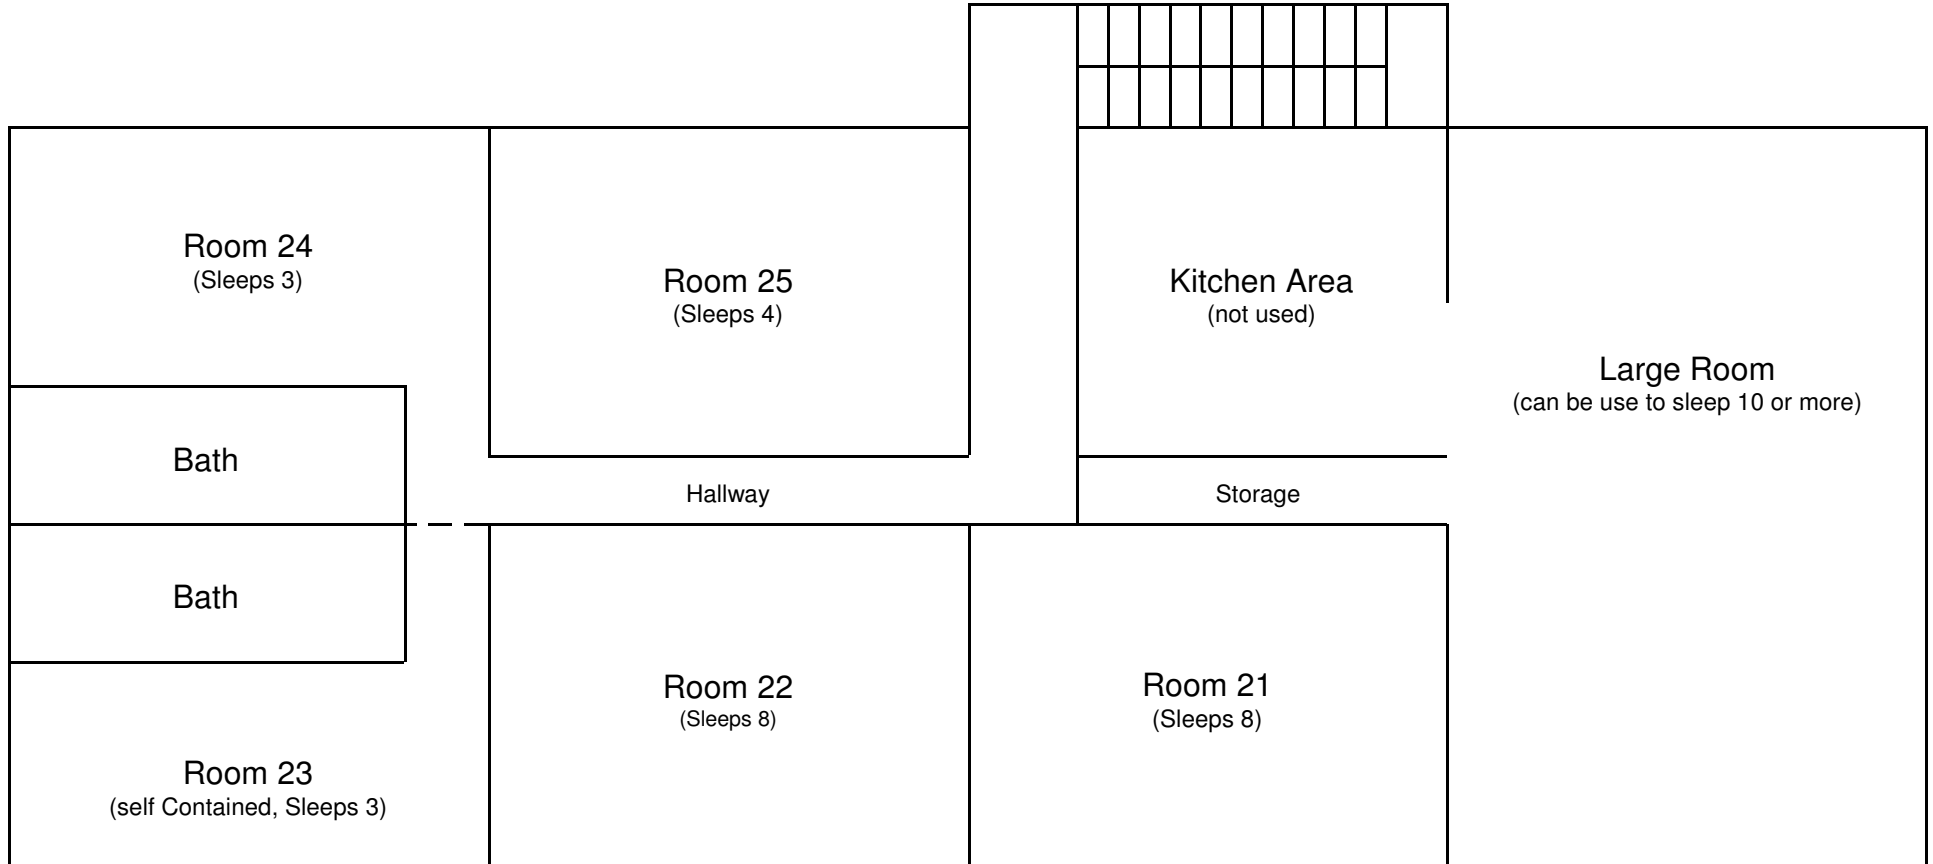 Room 24
(Sleeps 3)
Room 25
(Sleeps 4)
Kitchen Area
(not used)
Large Room
(can be use to sleep 10 or more)
Bath
Hallway
Storage
Bath
Room 22
(Sleeps 8)
Room 21
(Sleeps 8)
Room 23
(self Contained, Sleeps 3)